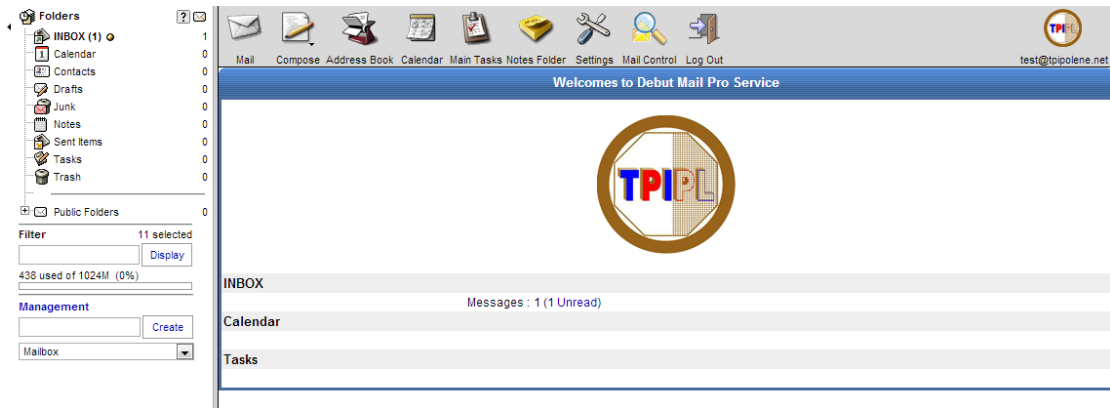 Folders ?
INBOX (1) 1
1 Calendar 0
Contacts 0
Drafts 0
Junk 0
Notes 0
Sent Items 0
Tasks 0
Trash 0
Public Folders 0
Filter 11 selected
Display
438 used of 1024M (0%)
Management
Create
Mailbox
Mail Compose Address Book Calendar Main Tasks Notes Folder Settings Mail Control Log Out
TPIPL
test@tpipolene.net
Welcomes to Debut Mail Pro Service
TPIPL
INBOX
Messages : 1 (1 Unread)
Calendar
Tasks